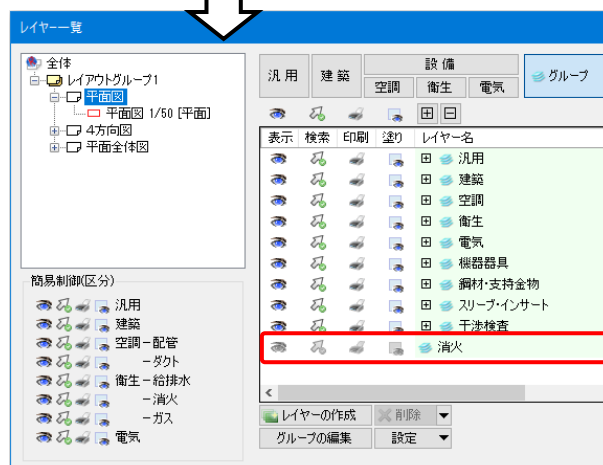 レイヤー一覧
全体
レイアウトグループ1
平面図
平面図 1/50 [平面]
4方向図
平面全体図
簡易制御(区分)
汎用
建築
空調－配管
－ダクト
衛生－給排水
－消火
－ガス
電気
汎用 建築 設備 グループ
空調 衛生 電気
表示 検索 印刷 塗り レイヤー名
汎用
建築
空調
衛生
電気
機器器具
鋼材・支持金物
スリーブ・インサート
干渉検査
消火
レイヤーの作成 削除
グループの編集 設定